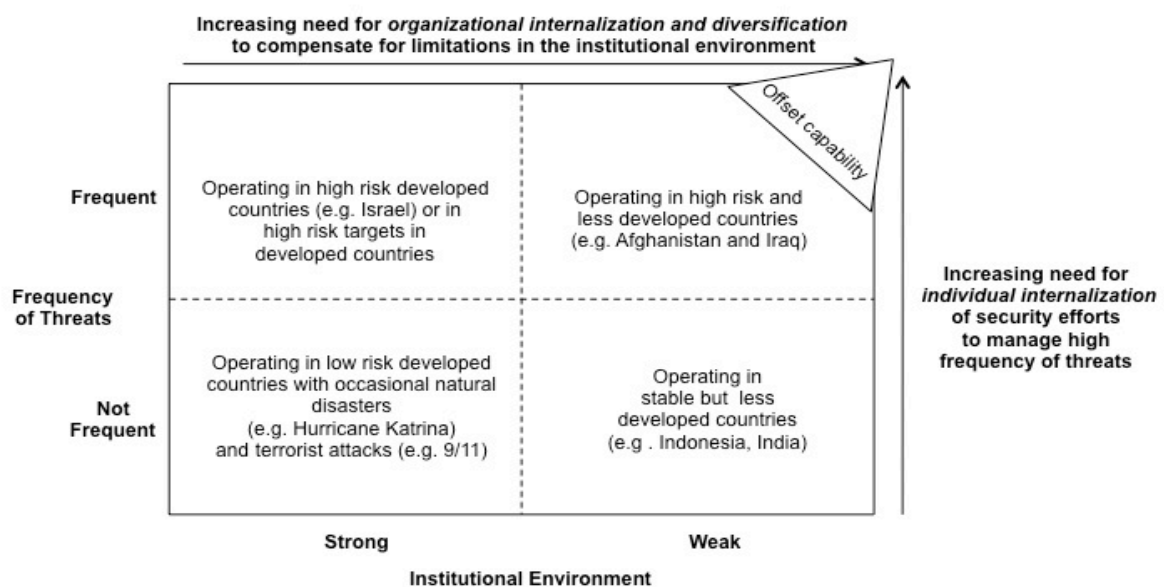 Increasing need for organizational internalization and diversification
to compensate for limitations in the institutional environment
Offset capability
Frequent
Operating in high risk developed
countries (e.g. Israel) or in
high risk targets in
developed countries
Operating in high risk and
less developed countries
(e.g. Afghanistan and Iraq)
Frequency
of Threats
Increasing need for
individual internalization
of security efforts
to manage high
frequency of threats
Not
Frequent
Operating in low risk developed
countries with occasional natural
disasters
(e.g. Hurricane Katrina)
and terrorist attacks (e.g. 9/11)
Operating in
stable but less
developed countries
(e.g . Indonesia, India)
Strong
Weak
Institutional Environment